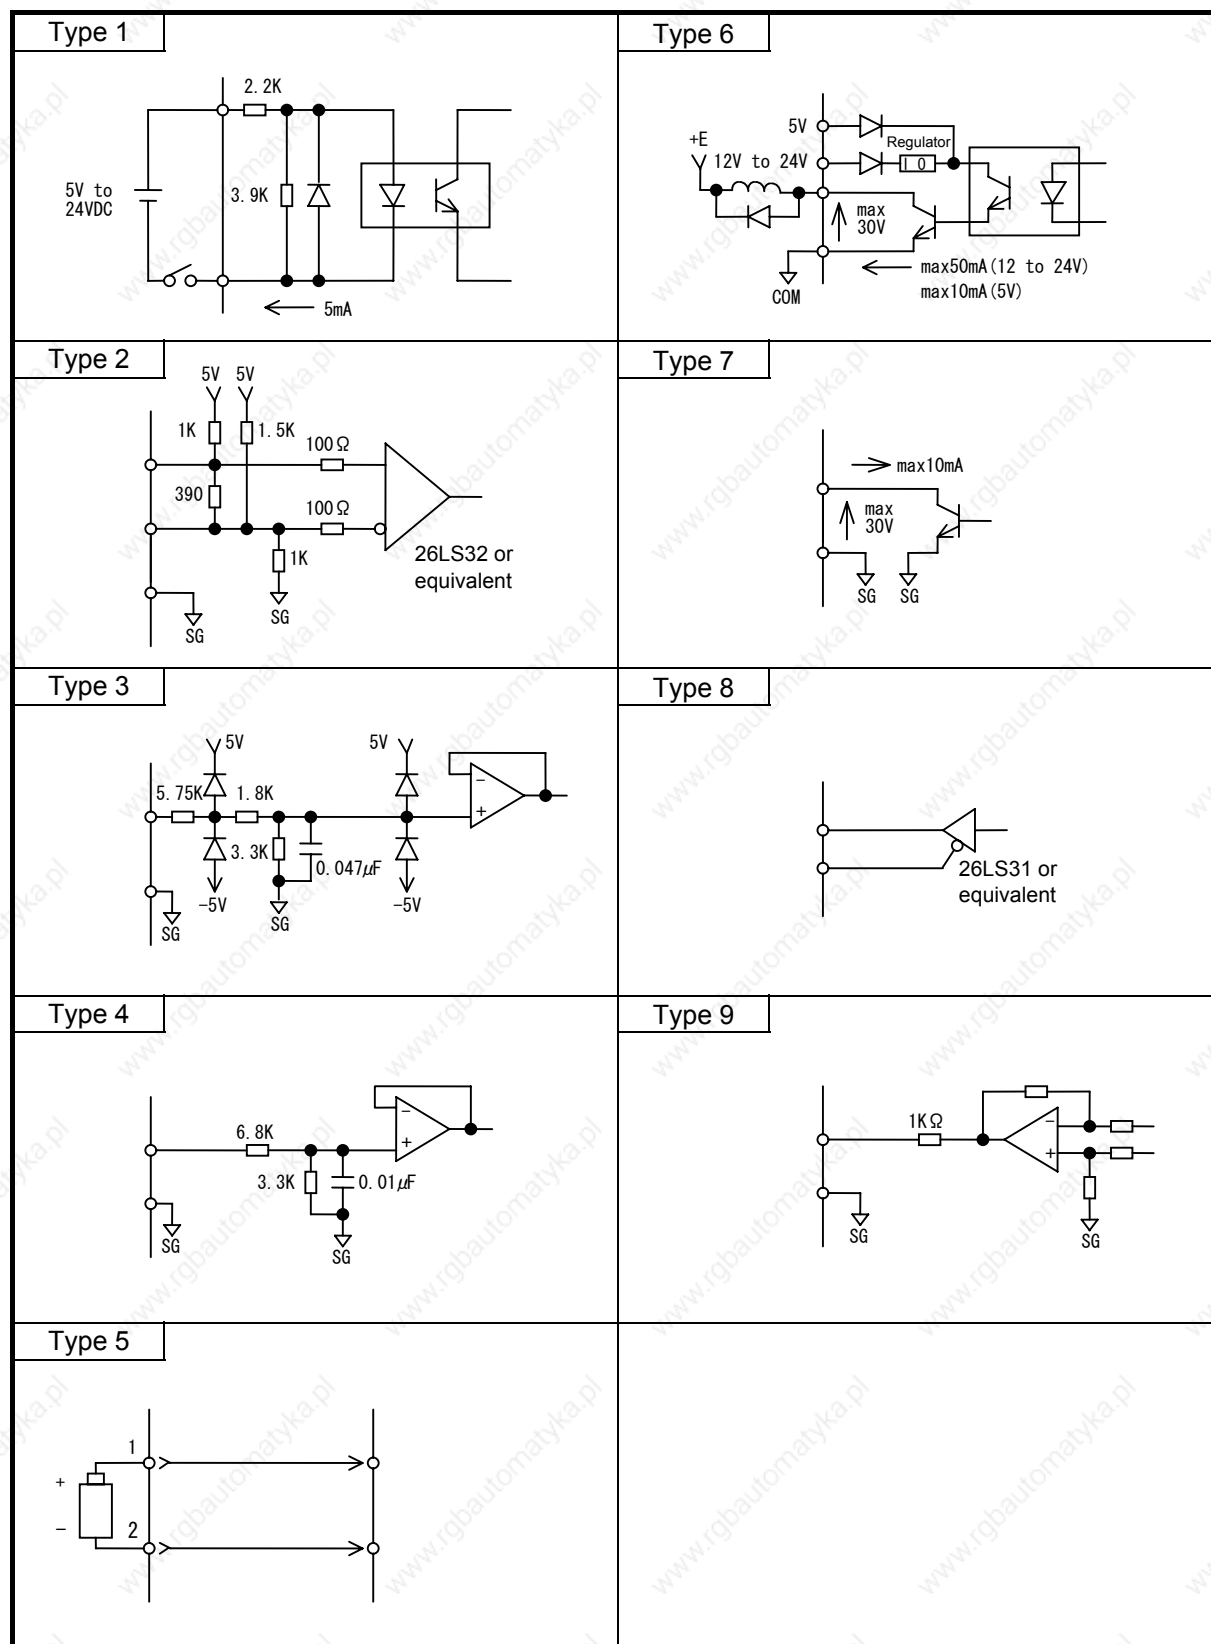 Type 1
2.2K
3.9K
5V to
24VDC
5mA
Type 6
5V
Regulator
+E
12V to 24V
I O
max
30V
COM
max50mA(12 to 24V)
max10mA(5V)
Type 2
5V 5V
1K
1.5K
100Ω
390
100Ω
1K
26LS32 or
equivalent
SG
SG
Type 7
max10mA
max
30V
SG SG
Type 3
5V
5V
5.75K
1.8K
3.3K
0.047μF
-5V
-5V
SG
SG
−
+
Type 8
26LS31 or
equivalent
Type 4
6.8K
3.3K
0.01μF
SG
SG
−
+
Type 9
1KΩ
−
+
SG
SG
Type 5
1
+
−
2
www.rgbautomatyka.pl